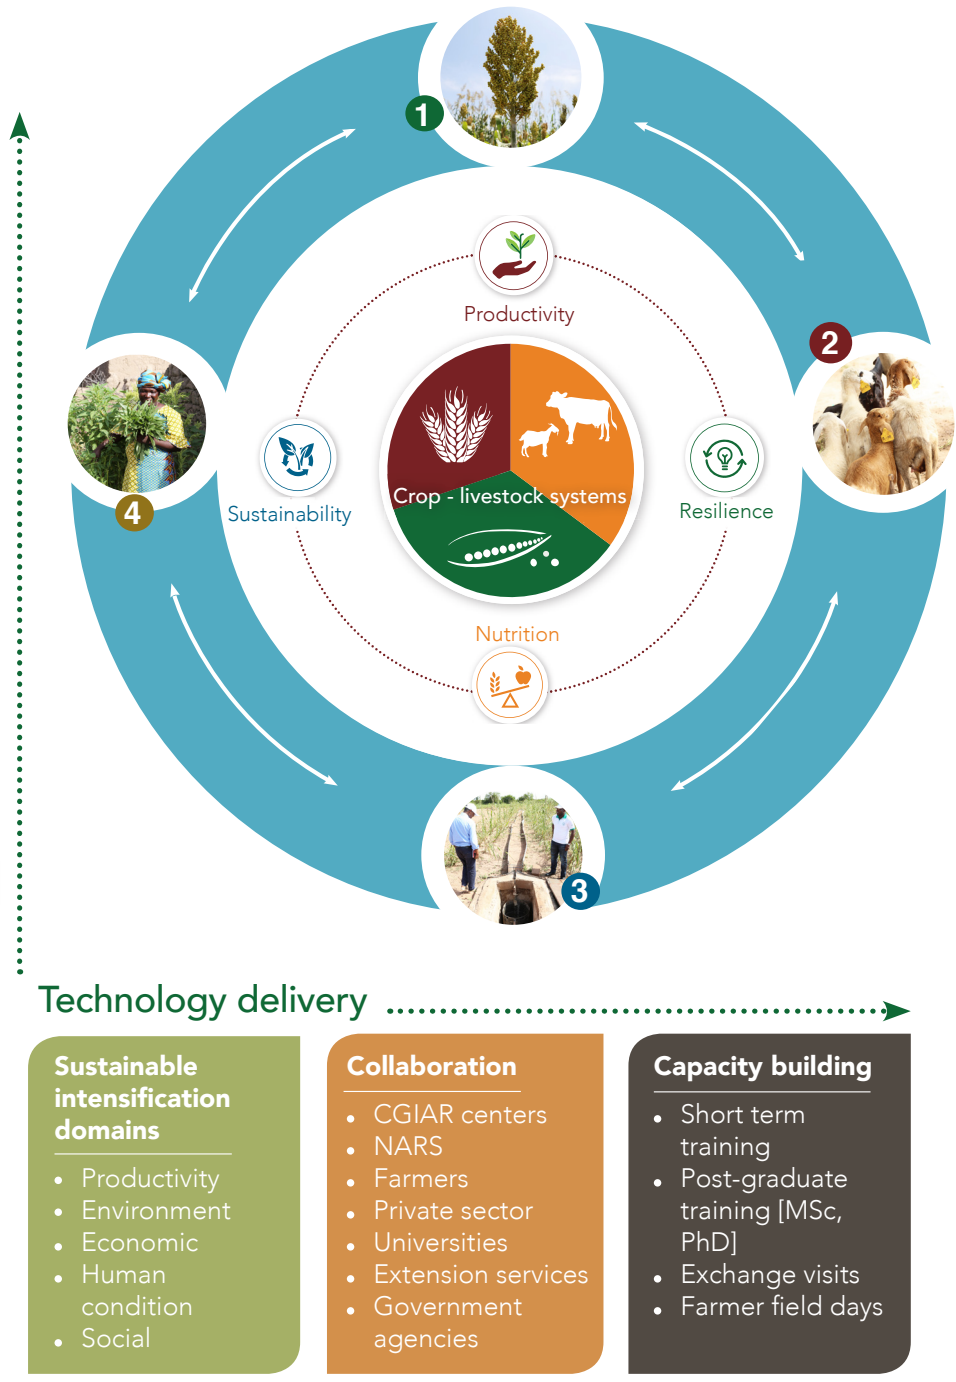 1
Productivity
2
Crop - livestock systems
4
Sustainability
Resilience
Nutrition
3
Technology delivery
Sustainable
intensification
domains
• Productivity
• Environment
• Economic
• Human
condition
• Social
Collaboration
• CGIAR centers
• NARS
• Farmers
• Private sector
• Universities
• Extension services
• Government
agencies
Capacity building
• Short term
training
• Post-graduate
training [MSc,
PhD]
• Exchange visits
• Farmer field days